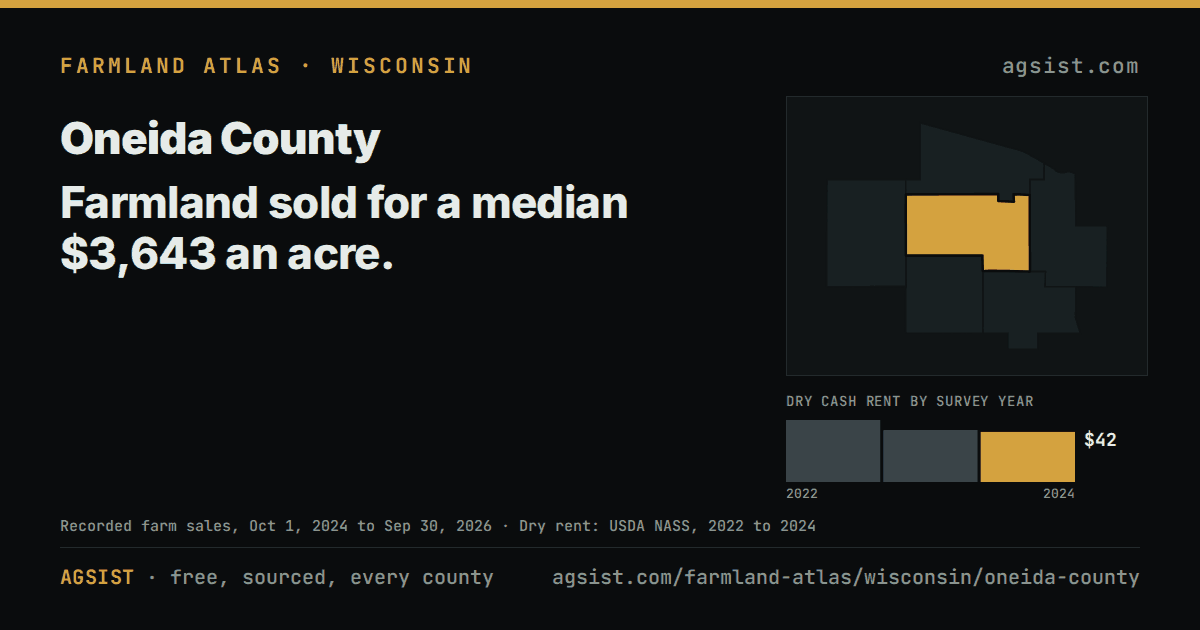 FARMLAND ATLAS · WISCONSIN
agsist.com
Oneida County
Farmland sold for a median
$3,643 an acre.
DRY CASH RENT BY SURVEY YEAR
$42
2022
2024
Recorded farm sales, Oct 1, 2024 to Sep 30, 2026 · Dry rent: USDA NASS, 2022 to 2024
AGSIST · free, sourced, every county
agsist.com/farmland-atlas/wisconsin/oneida-county